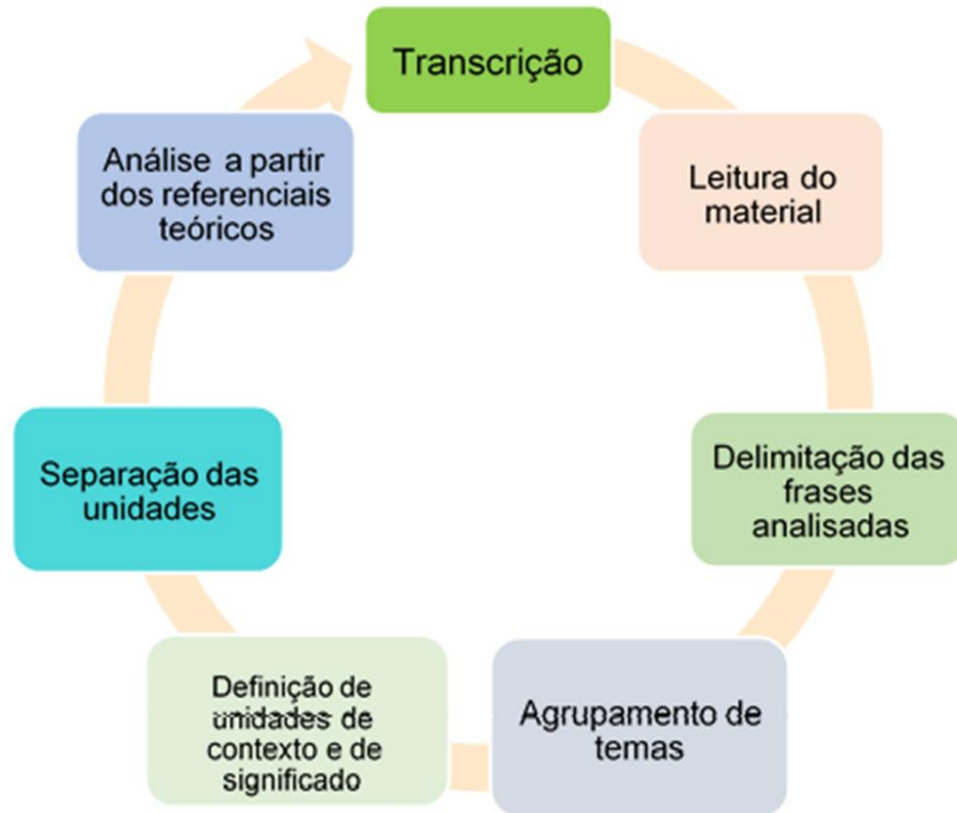 Transcrição
Leitura do
material
Delimitação das
frases
analisadas
Agrupamento de
temas
Definição de
unidades de
contexto e de
significado
Separação das
unidades
Análise a partir
dos referenciais
teóricos